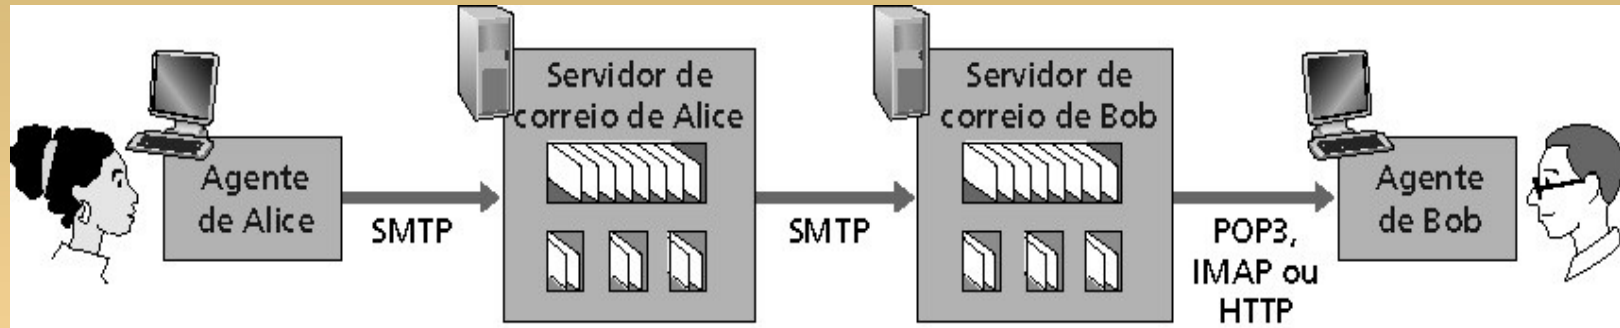 Agente
de Alice
SMTP
Servidor de
correio de Alice
SMTP
Servidor de
correio de Bob
POP3,
IMAP ou
HTTP
Agente
de Bob